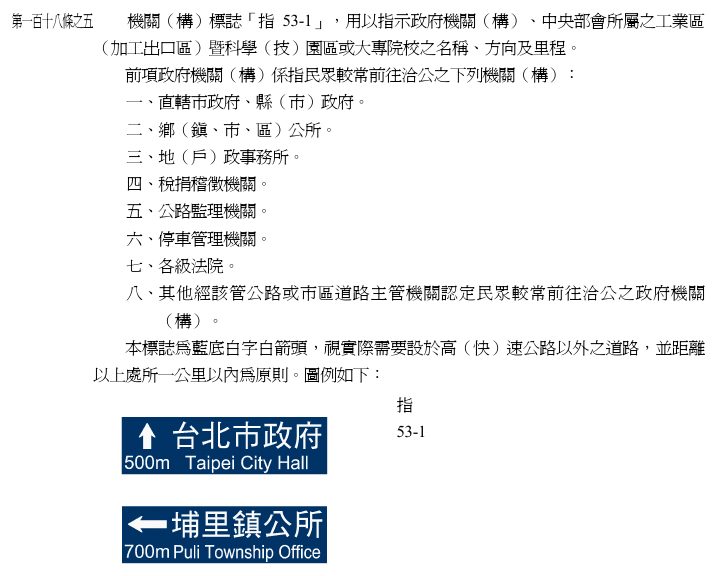 第一百十八條之五 機關（構）標誌「指 53-1」，用以指示政府機關（構）、中央部會所屬之工業區
（加工出口區）暨科學（技）園區或大專院校之名稱、方向及里程。
前項政府機關（構）係指民眾較常前往洽公之下列機關（構）：
一、直轄市政府、縣（市）政府。
二、鄉（鎮、市、區）公所。
三、地（戶）政事務所。
四、稅捐稽徵機關。
五、公路監理機關。
六、停車管理機關。
七、各級法院。
八、其他經該管公路或市區道路主管機關認定民眾較常前往洽公之政府機關
（構）。
本標誌為藍底白字白箭頭，視實際需要設於高（快）速公路以外之道路，並距離
以上處所一公里以內為原則。圖例如下：
指
53-1
台北市政府
500m Taipei City Hall
埔里鎮公所
700m Puli Township Office